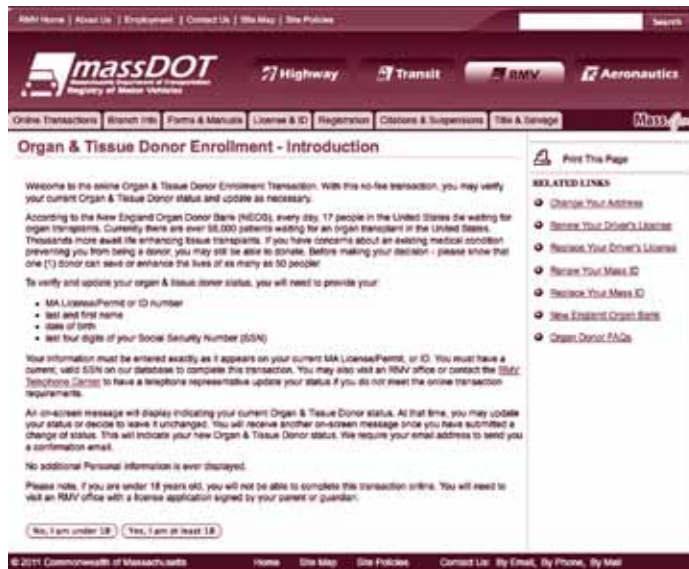 RMV Home | About Us | Employment | Contact Us | Site Map | Site Policies
Search
massDOT
Massachusetts Department of Transportation
Registry of Motor Vehicles
Highway
Transit
RMV
Aeronautics
Online Transactions
Branch Info
Forms & Manuals
License & ID
Registration
Citations & Suspensions
Title & Salvage
Mass.
Organ & Tissue Donor Enrollment - Introduction
Welcome to the online Organ & Tissue Donor Enrollment Transaction. With this no-fee transaction, you may verify
your current Organ & Tissue Donor status and update as necessary.
According to the New England Organ Donor Bank (NEOB), every day, 17 people in the United States die waiting for
organ transplants. Currently there are over patients waiting for an organ transplant in the United States.
Thousands more await life enhancing tissue transplants. If you have concerns about an existing medical condition
preventing you from being a donor, you may still be able to donate. Before making your decision - please know that
one (1) donor can save or enhance the lives of as many as 50 people!
To verify and update your organ & tissue donor status, you will need to provide your:
• MA License/Permit or ID number
• last and first name
• date of birth
• last four digits of your Social Security Number (SSN)
Your information must be entered exactly as it appears on your current MA License/Permit, or ID. You must have a
current, valid SSN on our database to complete this transaction. You may also visit an RMV office or contact the RMV
Telephone Center to have a telephone representative update your status if you do not meet the online transaction
requirements.
An on-screen message will display indicating your current Organ & Tissue Donor status. At that time, you may update
your status or decide to leave it unchanged. You will receive another on-screen message once you have submitted a
change of status. This will indicate your new Organ & Tissue Donor status. We require your email address to send you
a confirmation email.
No additional Personal information is ever displayed.
Please note, if you are under 18 years old, you will not be able to complete this transaction online. You will need to
visit an RMV office with a license application signed by your parent or guardian.
No, I am under 18
Yes, I am at least 18
Print This Page
RELATED LINKS
Change Your Address
Renew Your Driver's License
Replace Your Driver's License
Renew Your Mass ID
Replace Your Mass ID
New England Organ Bank
Organ Donor FAQs
© 2011 Commonwealth of Massachusetts
Home
Site Map
Site Policies
Contact Us: By Email, By Phone, By Mail